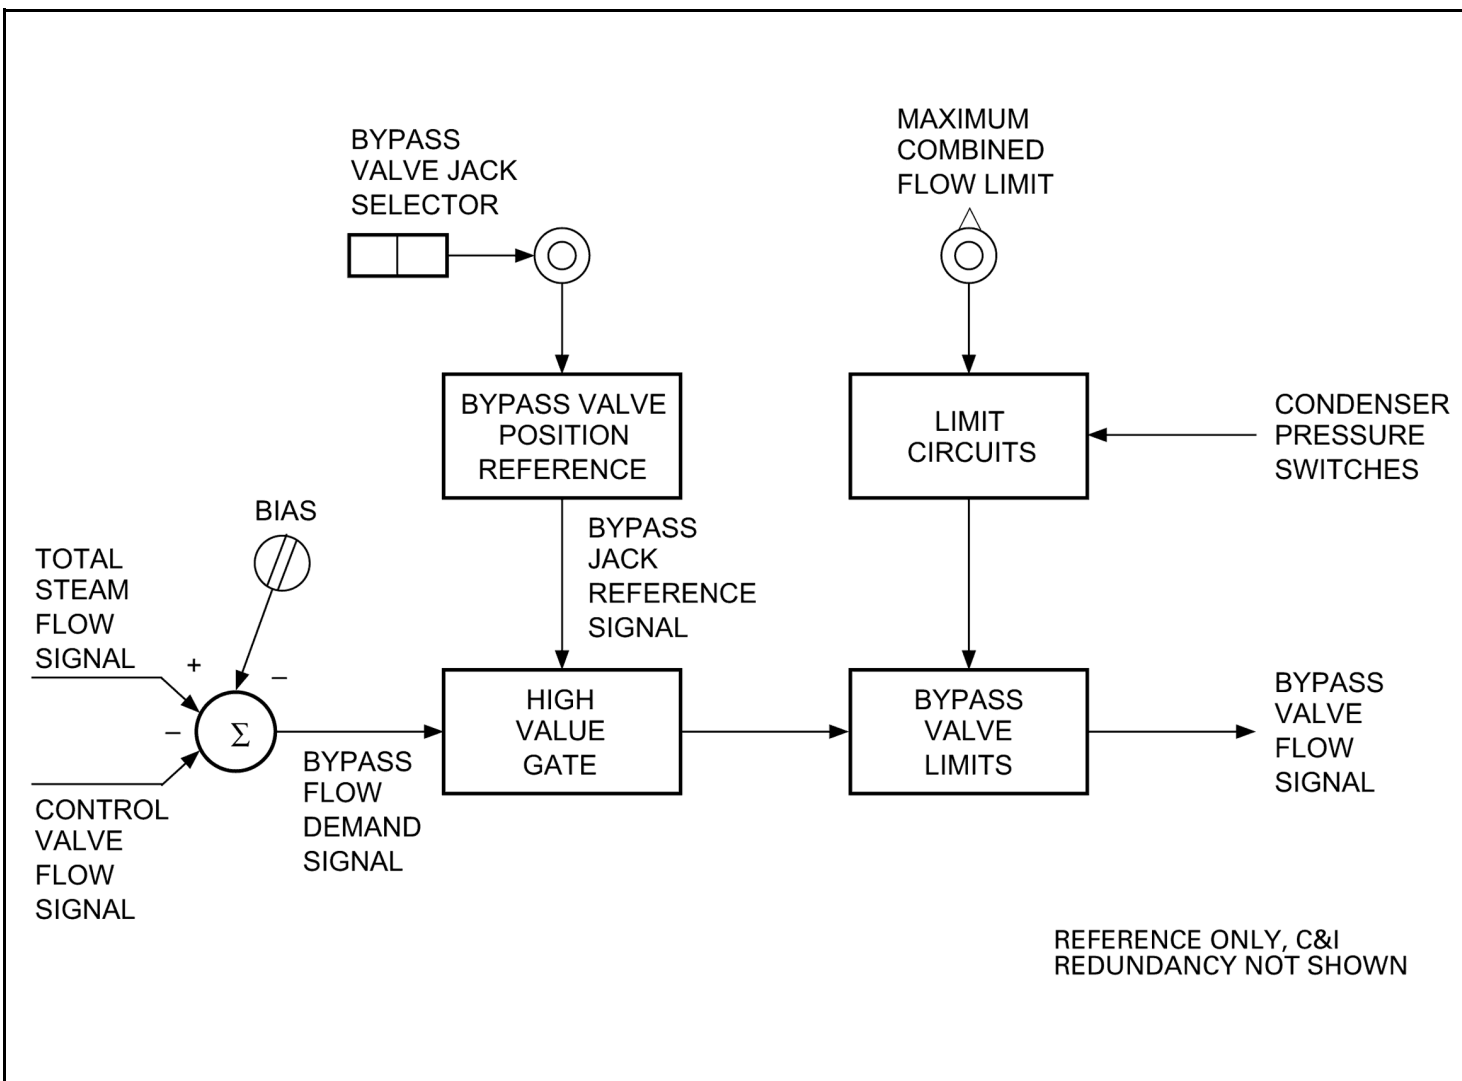 BYPASS
VALVE JACK
SELECTOR
MAXIMUM
COMBINED
FLOW LIMIT
BYPASS VALVE
POSITION
REFERENCE
LIMIT
CIRCUITS
CONDENSER
PRESSURE
SWITCHES
BIAS
BYPASS
JACK
REFERENCE
SIGNAL
TOTAL
STEAM
FLOW
SIGNAL
+
–
–
Σ
HIGH
VALUE
GATE
BYPASS
VALVE
LIMITS
BYPASS
VALVE
FLOW
SIGNAL
BYPASS
FLOW
DEMAND
SIGNAL
CONTROL
VALVE
FLOW
SIGNAL
REFERENCE ONLY, C&I
REDUNDANCY NOT SHOWN